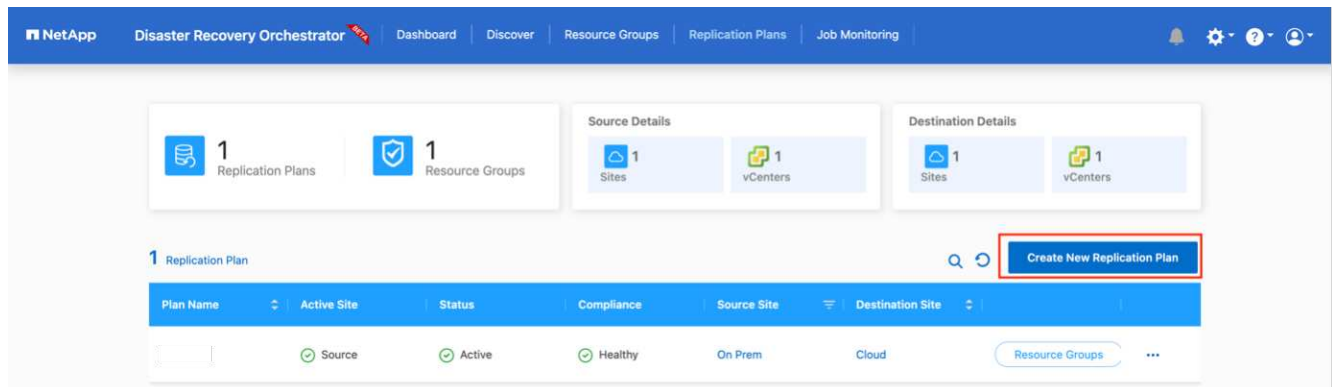 NetApp Disaster Recovery Orchestrator BETA Dashboard Discover Resource Groups Replication Plans Job Monitoring
Source Details Destination Details
1 Replication Plans
1 Resource Groups
1 Sites
1 vCenters
1 Sites
1 vCenters
1 Replication Plan
Create New Replication Plan
Plan Name Active Site Status Compliance Source Site Destination Site
Source Active Healthy On Prem Cloud Resource Groups ...